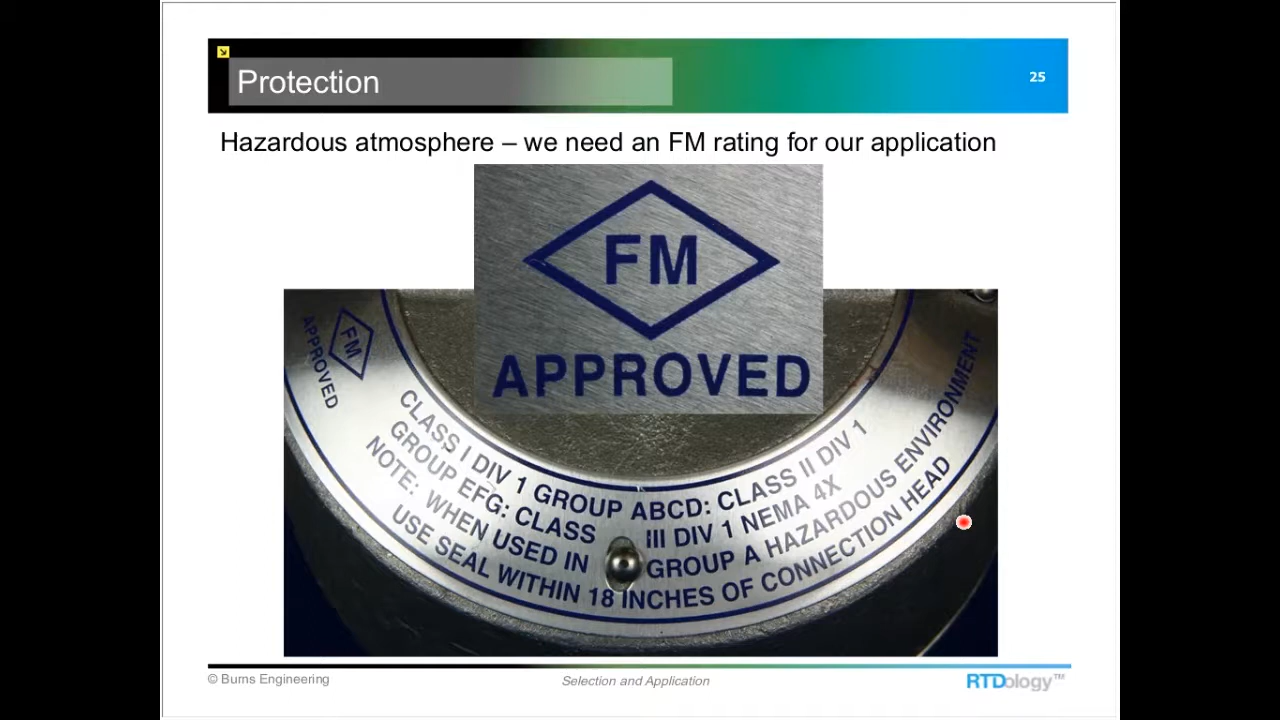 Protection
25
Hazardous atmosphere – we need an FM rating for our application
FM
APPROVED
FM
APPROVED
CLASS I DIV 1 GROUP ABCD: CLASS II DIV 1
GROUP EFG: CLASS III DIV 1 NEMA 4X
NOTE: WHEN USED IN GROUP A HAZARDOUS ENVIRONMENT
USE SEAL WITHIN 18 INCHES OF CONNECTION HEAD
© Burns Engineering
Selection and Application
RTDology™